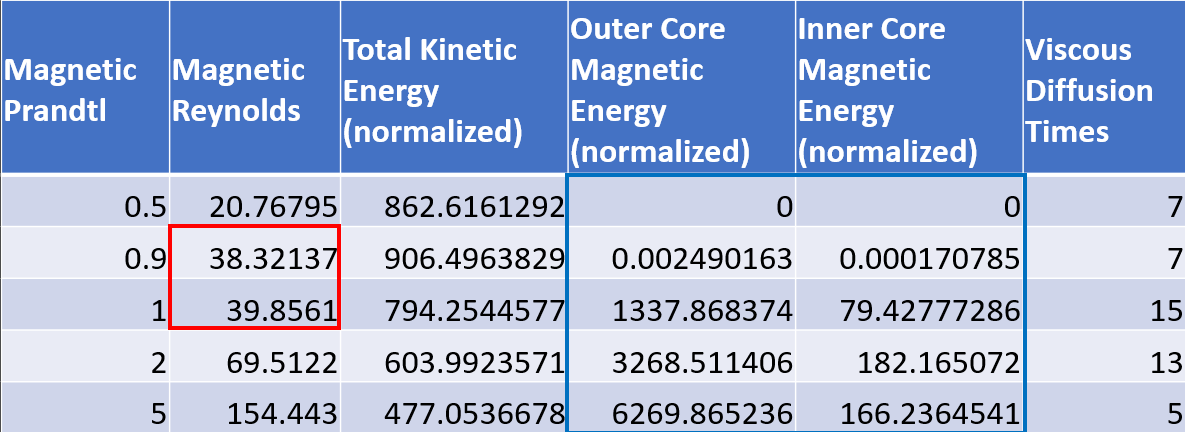 Magnetic Prandtl | Magnetic Reynolds | Total Kinetic Energy (normalized) | Outer Core Magnetic Energy (normalized) | Inner Core Magnetic Energy (normalized) | Viscous Diffusion Times
0.5 | 20.76795 | 862.6161292 | 0 | 0 | 7
0.9 | 38.32137 | 906.4963829 | 0.002490163 | 0.000170785 | 7
1 | 39.8561 | 794.2544577 | 1337.868374 | 79.42777286 | 15
2 | 69.5122 | 603.9923571 | 3268.511406 | 182.165072 | 13
5 | 154.443 | 477.0536678 | 6269.865236 | 166.2364541 | 5